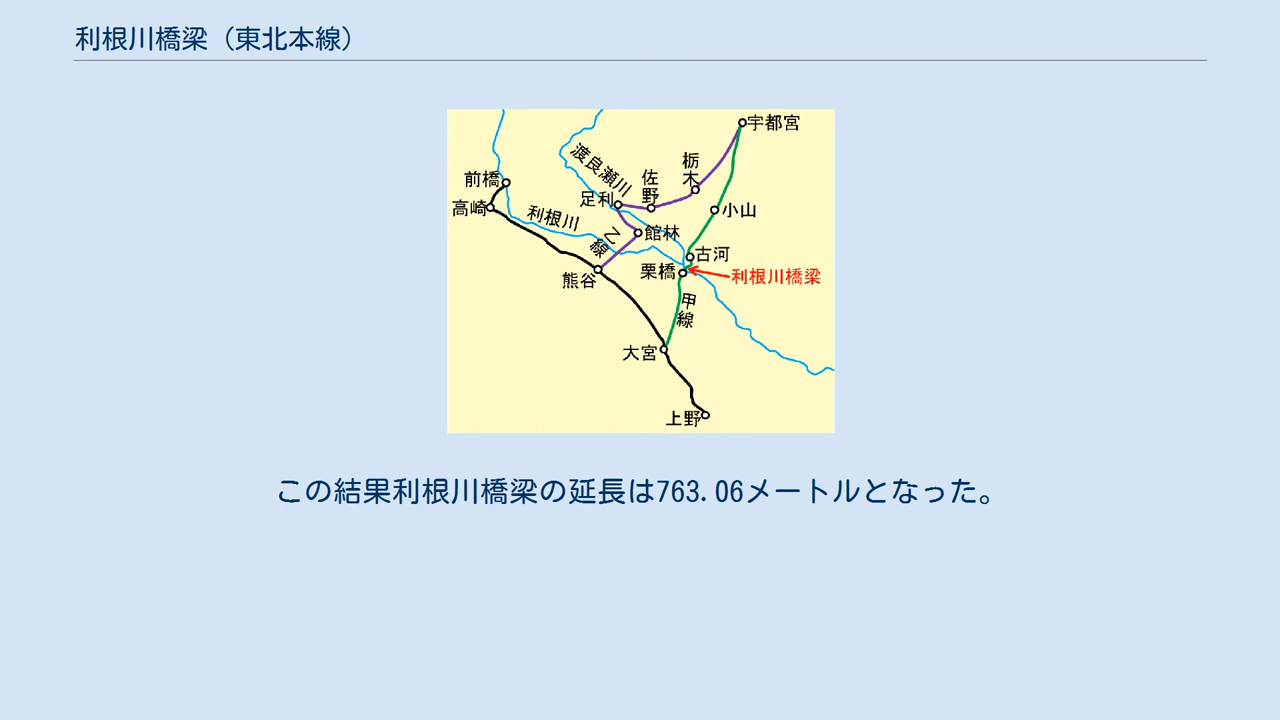 利根川橋梁（東北本線）
宇都宮
渡良瀬川
栃木
佐野
前橋
足利
高崎
利根川
小山
館林
乙線
古河
栗橋
利根川橋梁
熊谷
甲線
大宮
上野
この結果利根川橋梁の延長は763.06メートルとなった。